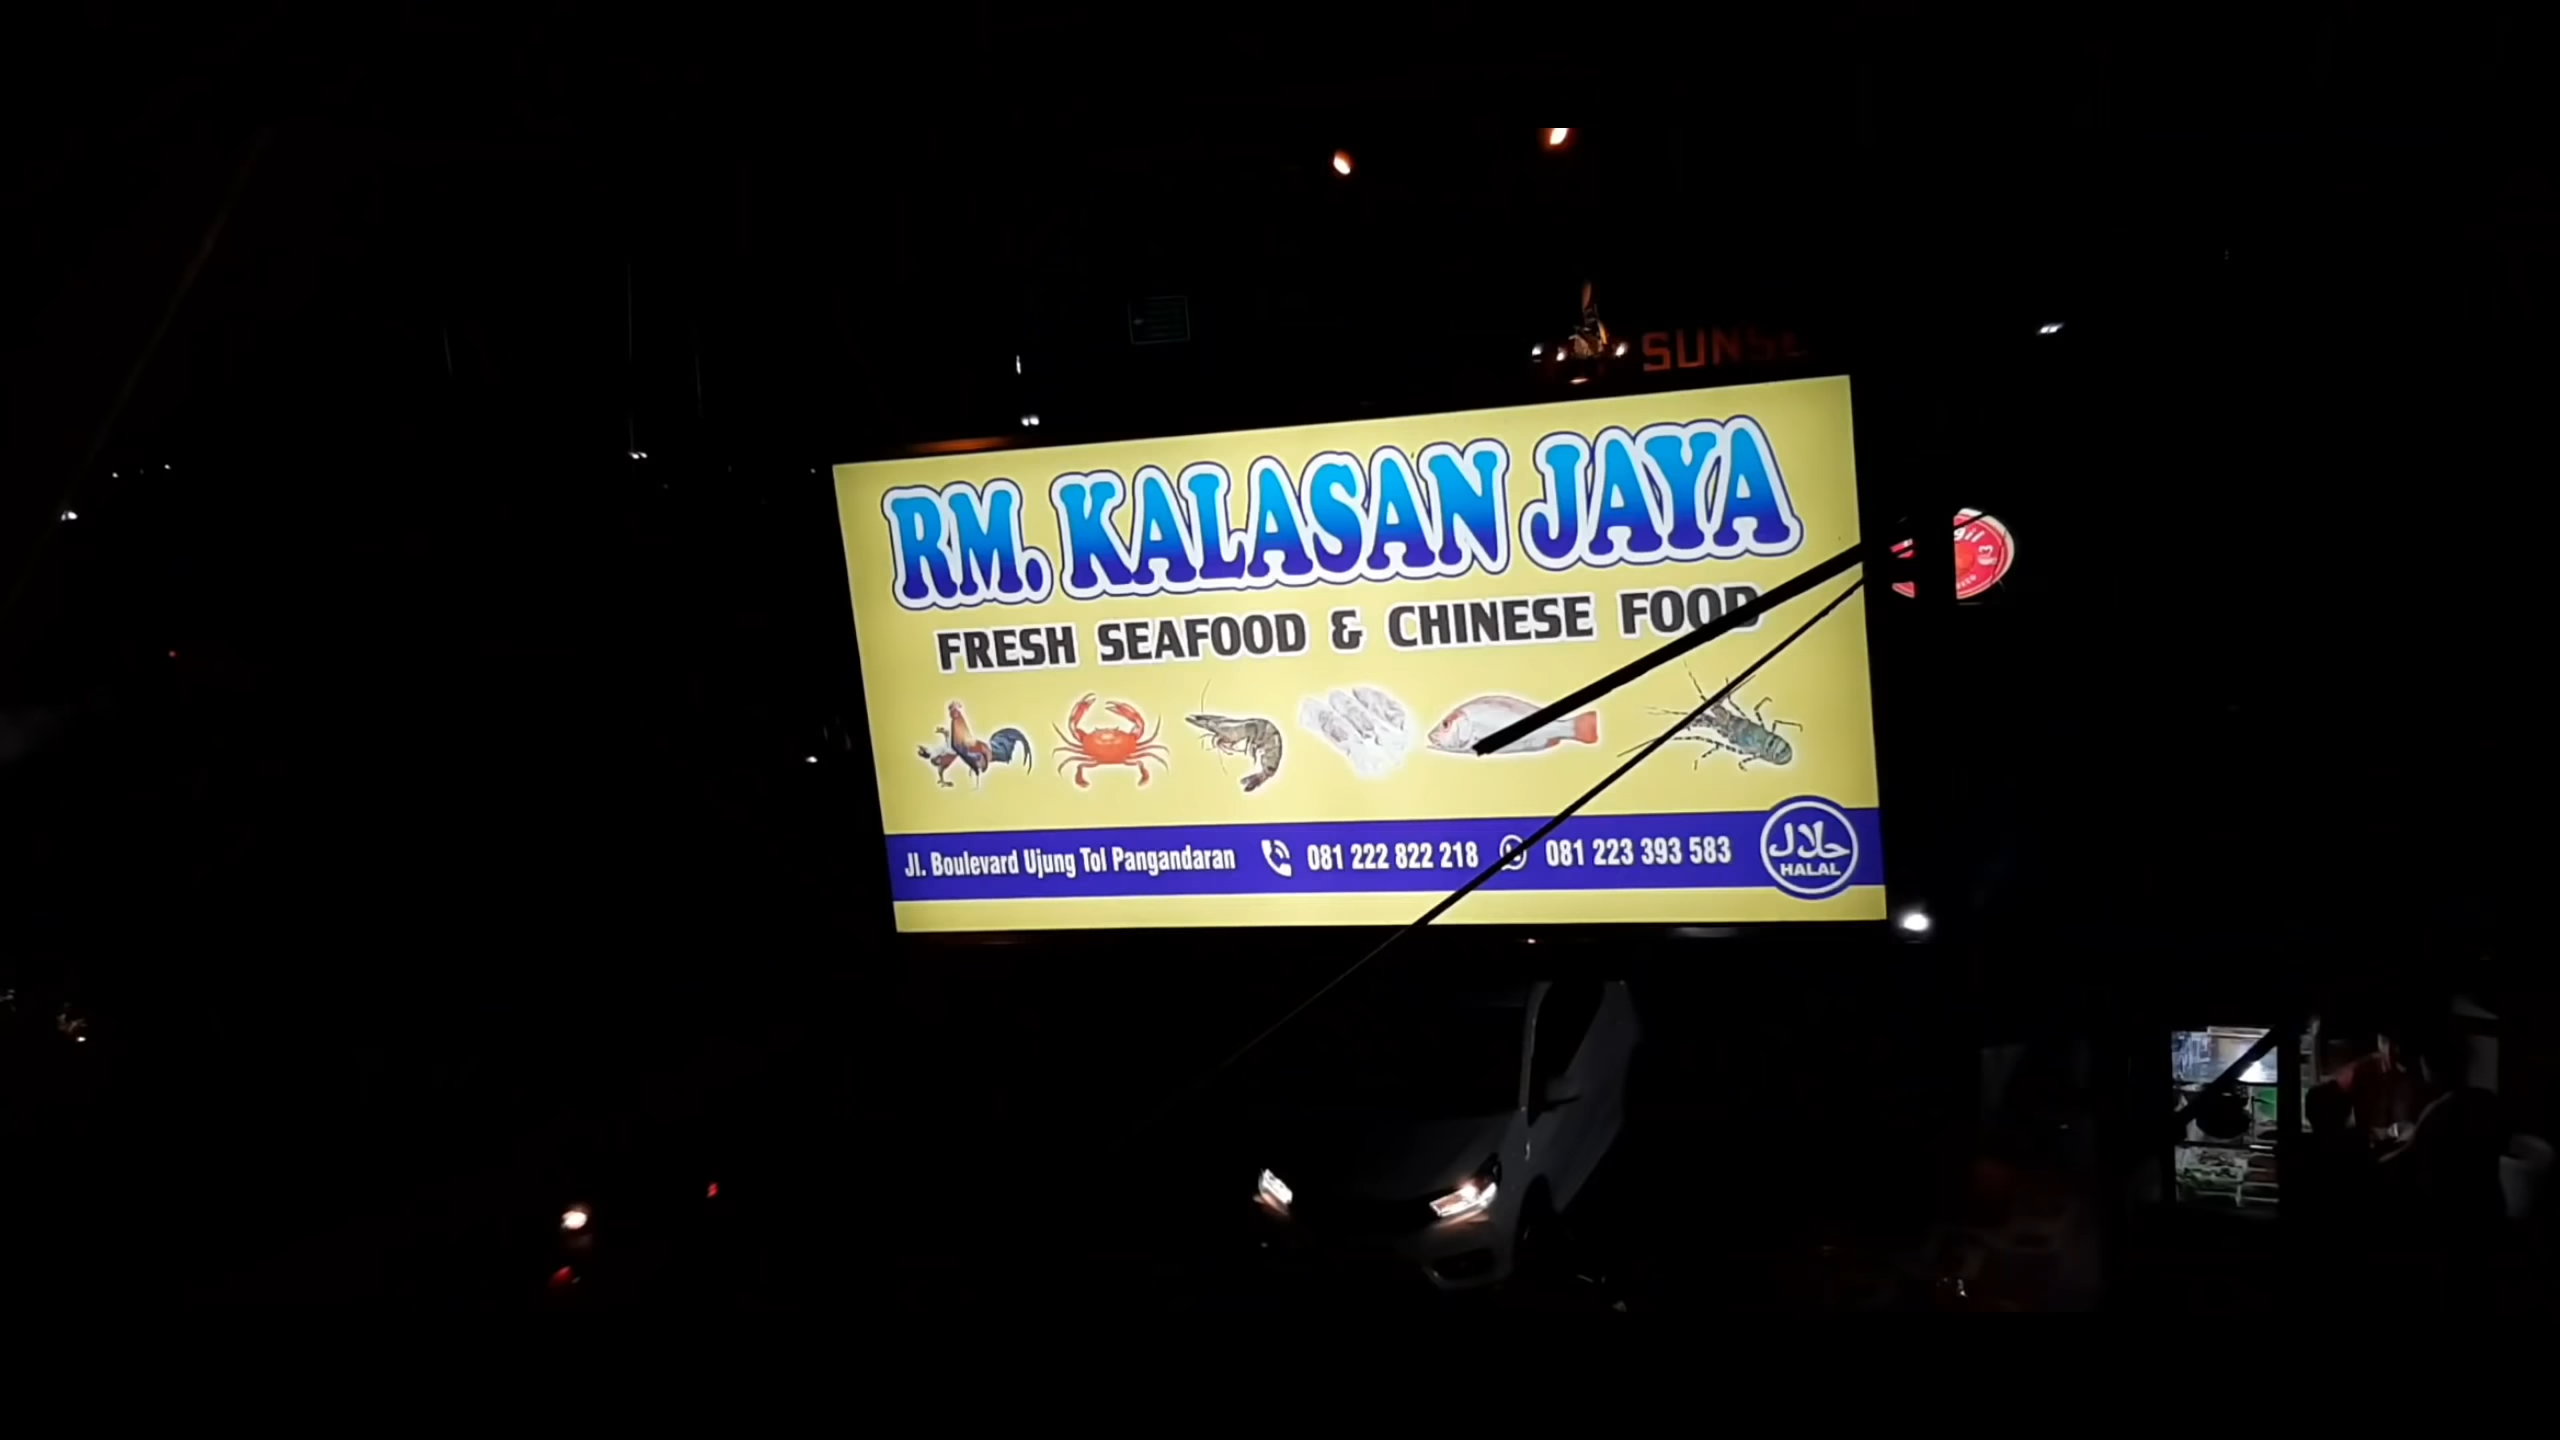 RM. KALASAN JAYA
FRESH SEAFOOD & CHINESE FOOD
Jl. Boulevard Ujung Tol Pangandaran 081 222 822 218 081 223 393 583
حلال
HALAL